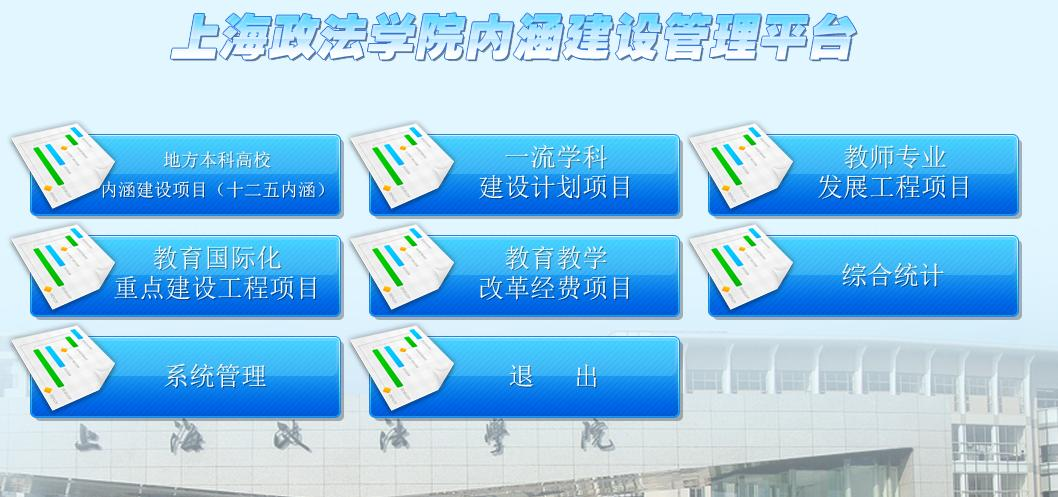 上海政法学院内涵建设管理平台
地方本科高校
内涵建设项目（十二五内涵）
一流学科
建设计划项目
教师专业
发展工程项目
教育国际化
重点建设工程项目
教育教学
改革经费项目
综合统计
系统管理
退 出
上海政法學院